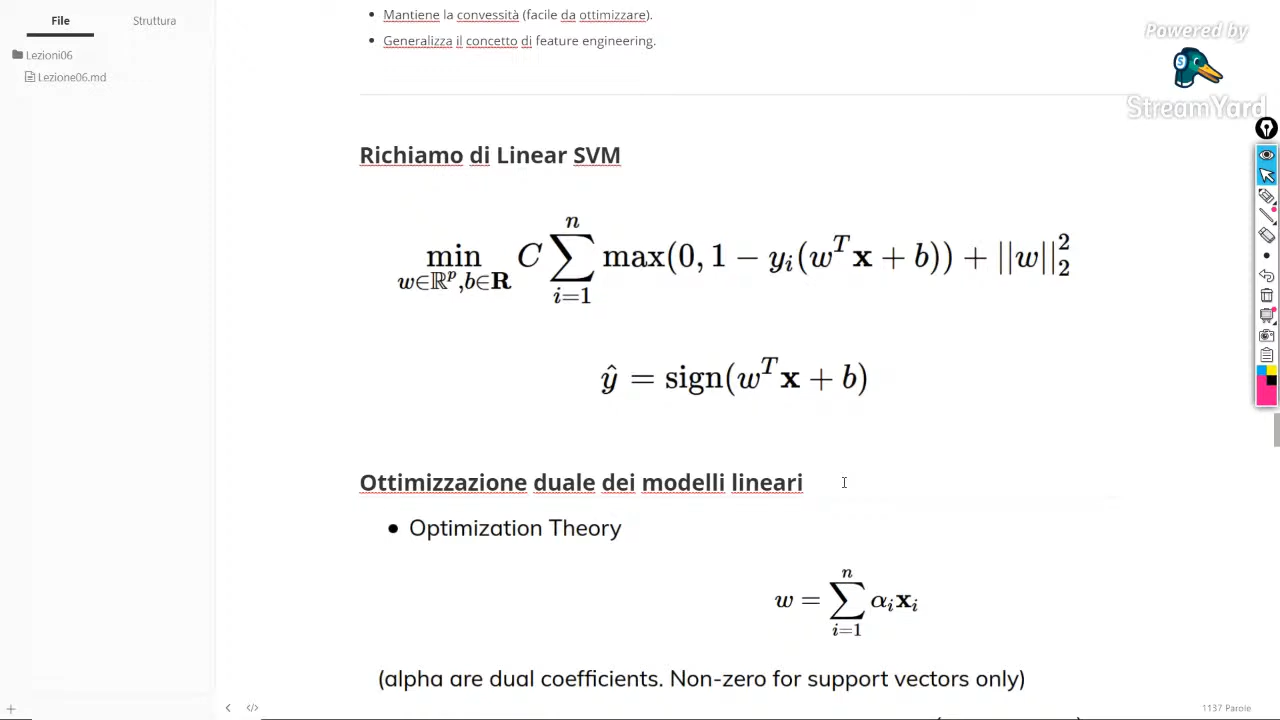 File Struttura
Lezioni06
Lezione06.md
Mantiene la convessità (facile da ottimizzare).
Generalizza il concetto di feature engineering.
Powered by
StreamYard
Richiamo di Linear SVM
min_{w∈ℝ^p, b∈𝐑} C ∑_{i=1}^{n} max(0, 1 − y_i(w^T 𝐱 + b)) + ||w||_2^2
ŷ = sign(w^T 𝐱 + b)
Ottimizzazione duale dei modelli lineari
Optimization Theory
w = ∑_{i=1}^{n} α_i 𝐱_i
(alpha are dual coefficients. Non-zero for support vectors only)
1137 Parole